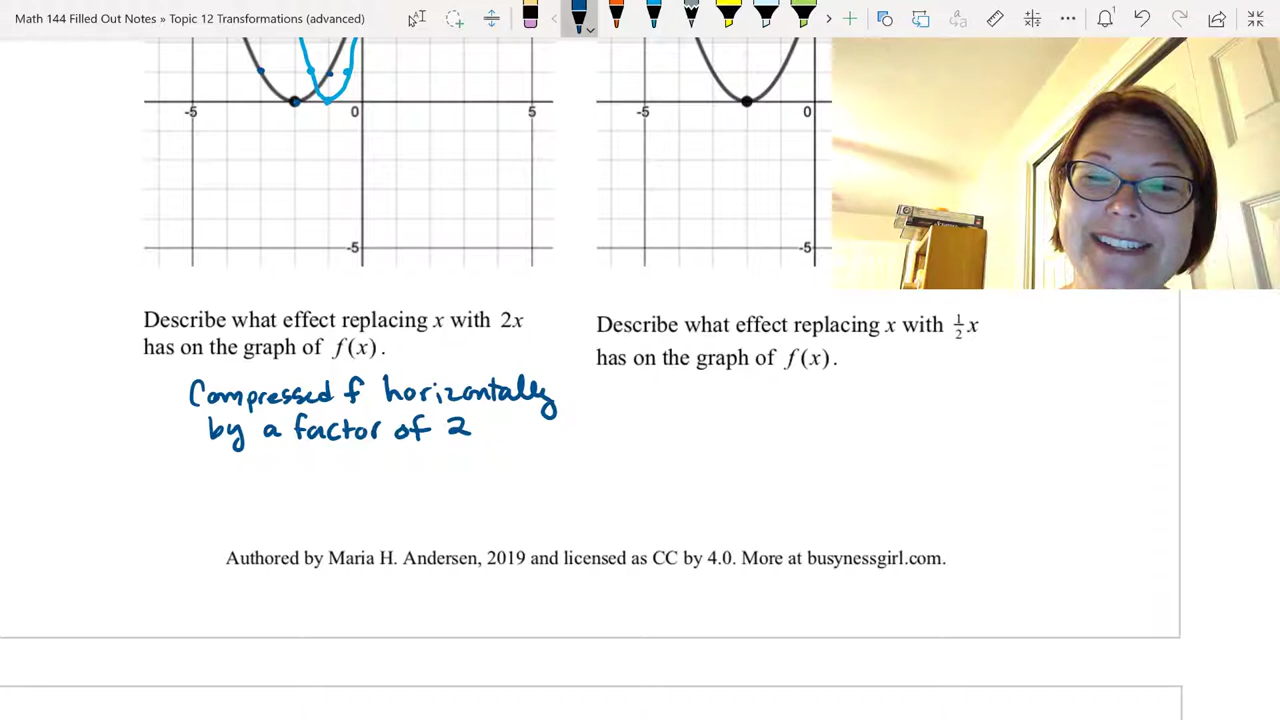 Math 144 Filled Out Notes » Topic 12 Transformations (advanced)
-5
0
5
-5
-5
0
-5
Describe what effect replacing x with 2x
has on the graph of f(x).
Compressed f horizontally
by a factor of 2
Describe what effect replacing x with 1/2 x
has on the graph of f(x).
Authored by Maria H. Andersen, 2019 and licensed as CC by 4.0. More at busynessgirl.com.